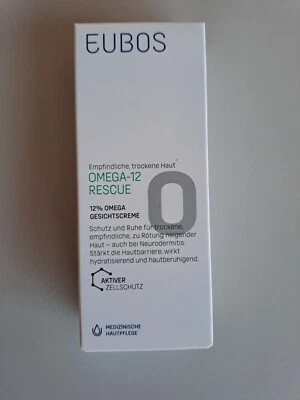 EUBOS
Empfindliche, trockene Haut
OMEGA-12
RESCUE
O
12% OMEGA
GESICHTSCREME
Schutz und Ruhe für trockene,
empfindliche, zu Rötung neigender
Haut – auch bei Neurodermitis.
Stärkt die Hautbarriere, wirkt
hydratisierend und hautberuhigend.
AKTIVER
ZELLSCHUTZ
MEDIZINISCHE
HAUTPFLEGE